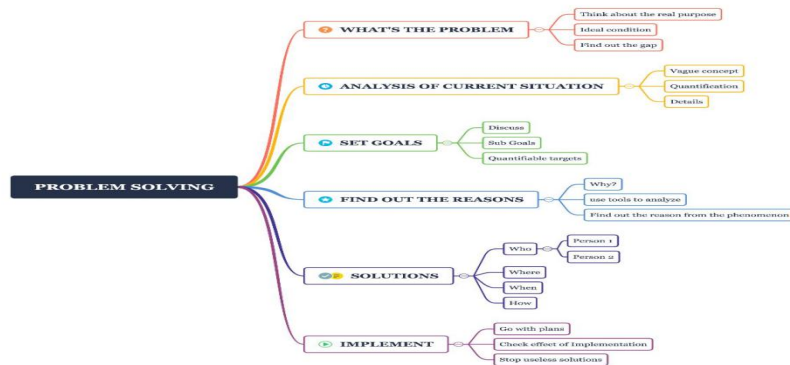 PROBLEM SOLVING
WHAT'S THE PROBLEM
Think about the real purpose
Ideal condition
Find out the gap
ANALYSIS OF CURRENT SITUATION
Vague concept
Quantification
Details
SET GOALS
Discuss
Sub Goals
Quantifiable targets
FIND OUT THE REASONS
Why?
use tools to analyze
Find out the reason from the phenomenon
SOLUTIONS
Who
Person 1
Person 2
Where
When
How
IMPLEMENT
Go with plans
Check effect of Implementation
Stop useless solutions